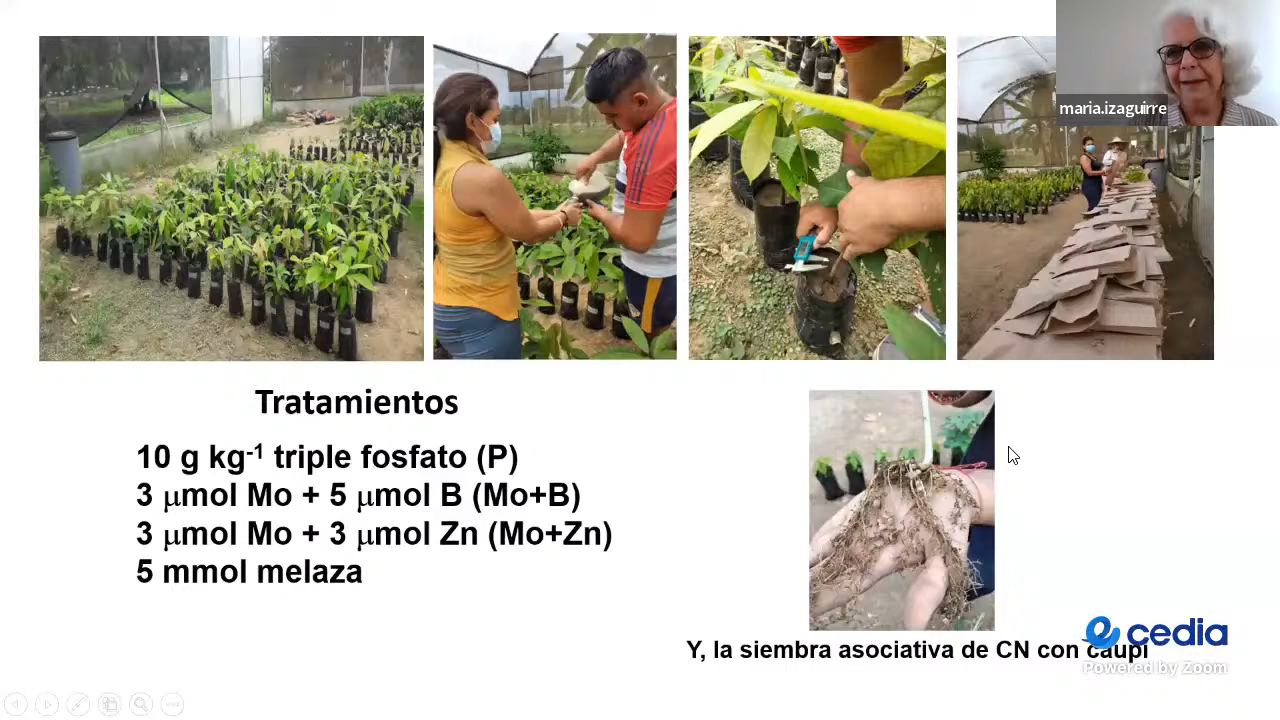 maria.izaguirre
Tratamientos
10 g kg-1 triple fosfato (P)
3 µmol Mo + 5 µmol B (Mo+B)
3 µmol Mo + 3 µmol Zn (Mo+Zn)
5 mmol melaza
Y, la siembra asociativa de CN con caupí
cedia
Powered by Zoom